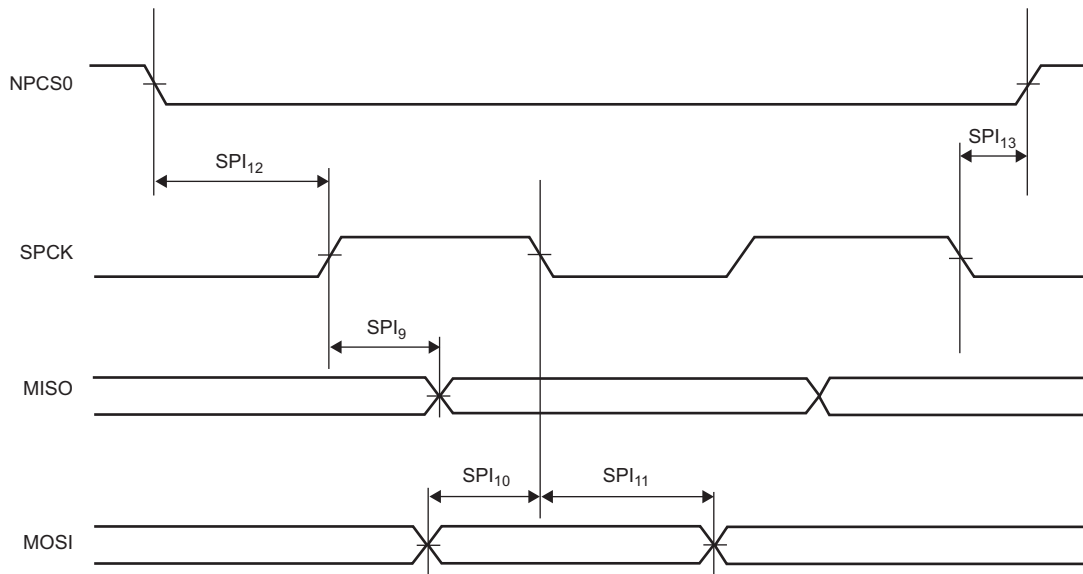 NPCS0
SPI₁₃
SPI₁₂
SPCK
SPI₉
MISO
SPI₁₀ SPI₁₁
MOSI